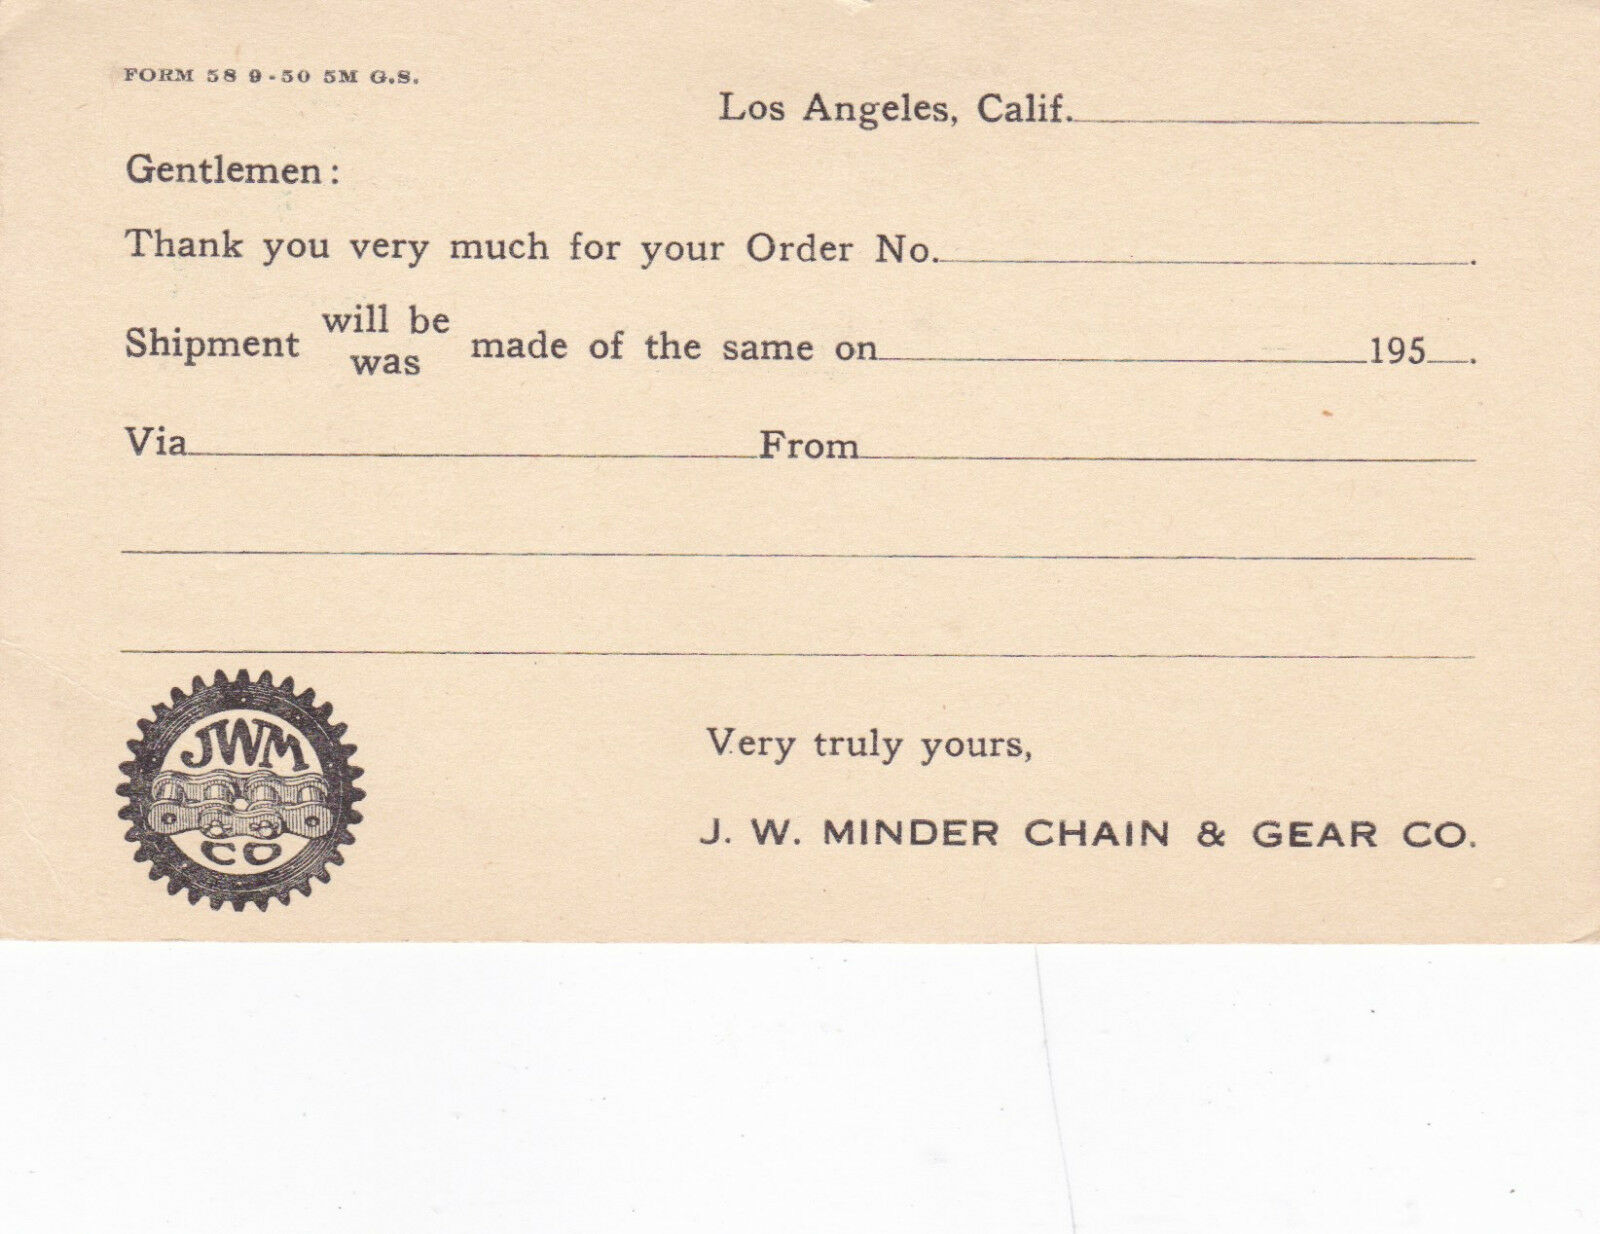 FORM 58 9-50 5M G.S.
Los Angeles, Calif.
Gentlemen:
Thank you very much for your Order No. .
Shipment will be
was made of the same on 195 .
Via From
JWM
CO
Very truly yours,
J. W. MINDER CHAIN & GEAR CO.